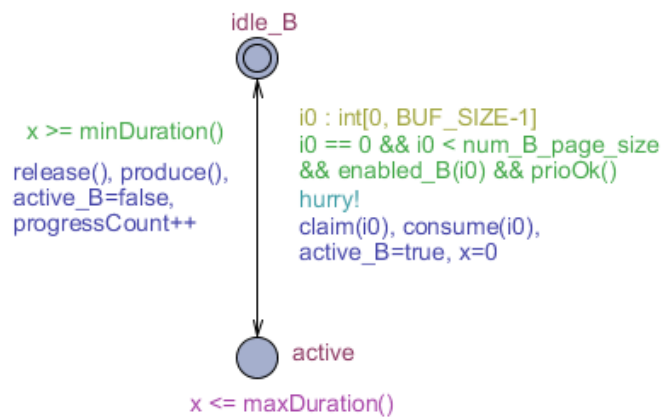 idle_B
x >= minDuration()
release(), produce(),
active_B=false,
progressCount++
i0 : int[0, BUF_SIZE-1]
i0 == 0 && i0 < num_B_page_size
&& enabled_B(i0) && prioOk()
hurry!
claim(i0), consume(i0),
active_B=true, x=0
active
x <= maxDuration()